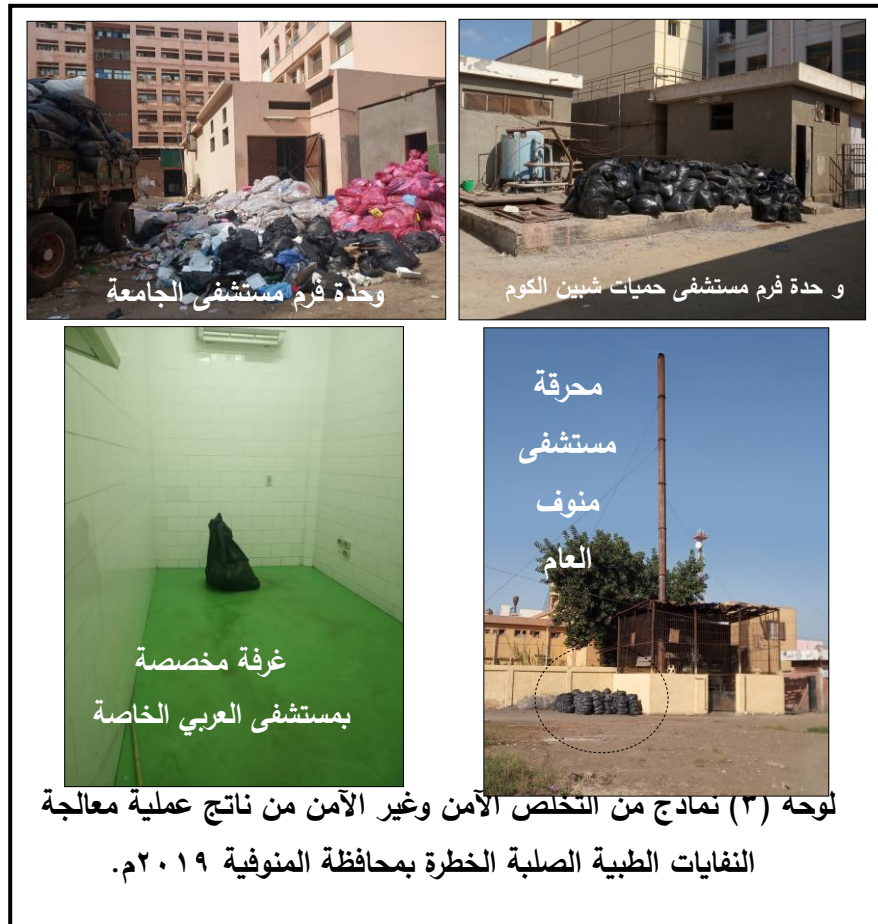 وحدة فرم مستشفى الجامعة
و حدة فرم مستشفى حميات شبين الكوم
غرفة مخصصة
بمستشفى العربي الخاصة
محرقة
مستشفى
منوف
العام
لوحة (٣) نماذج من التخلص الآمن وغير الآمن من ناتج عملية معالجة
النفايات الطبية الصلبة الخطرة بمحافظة المنوفية ٢٠١٩م.